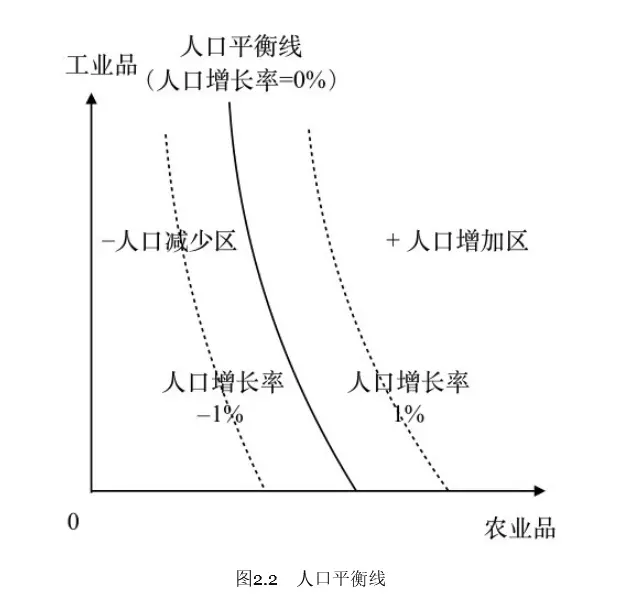 人口平衡线
工业品
（人口增长率=0%）
–人口减少区
+ 人口增加区
人口增长率
–1%
人口增长率
1%
0
农业品
图2.2 人口平衡线